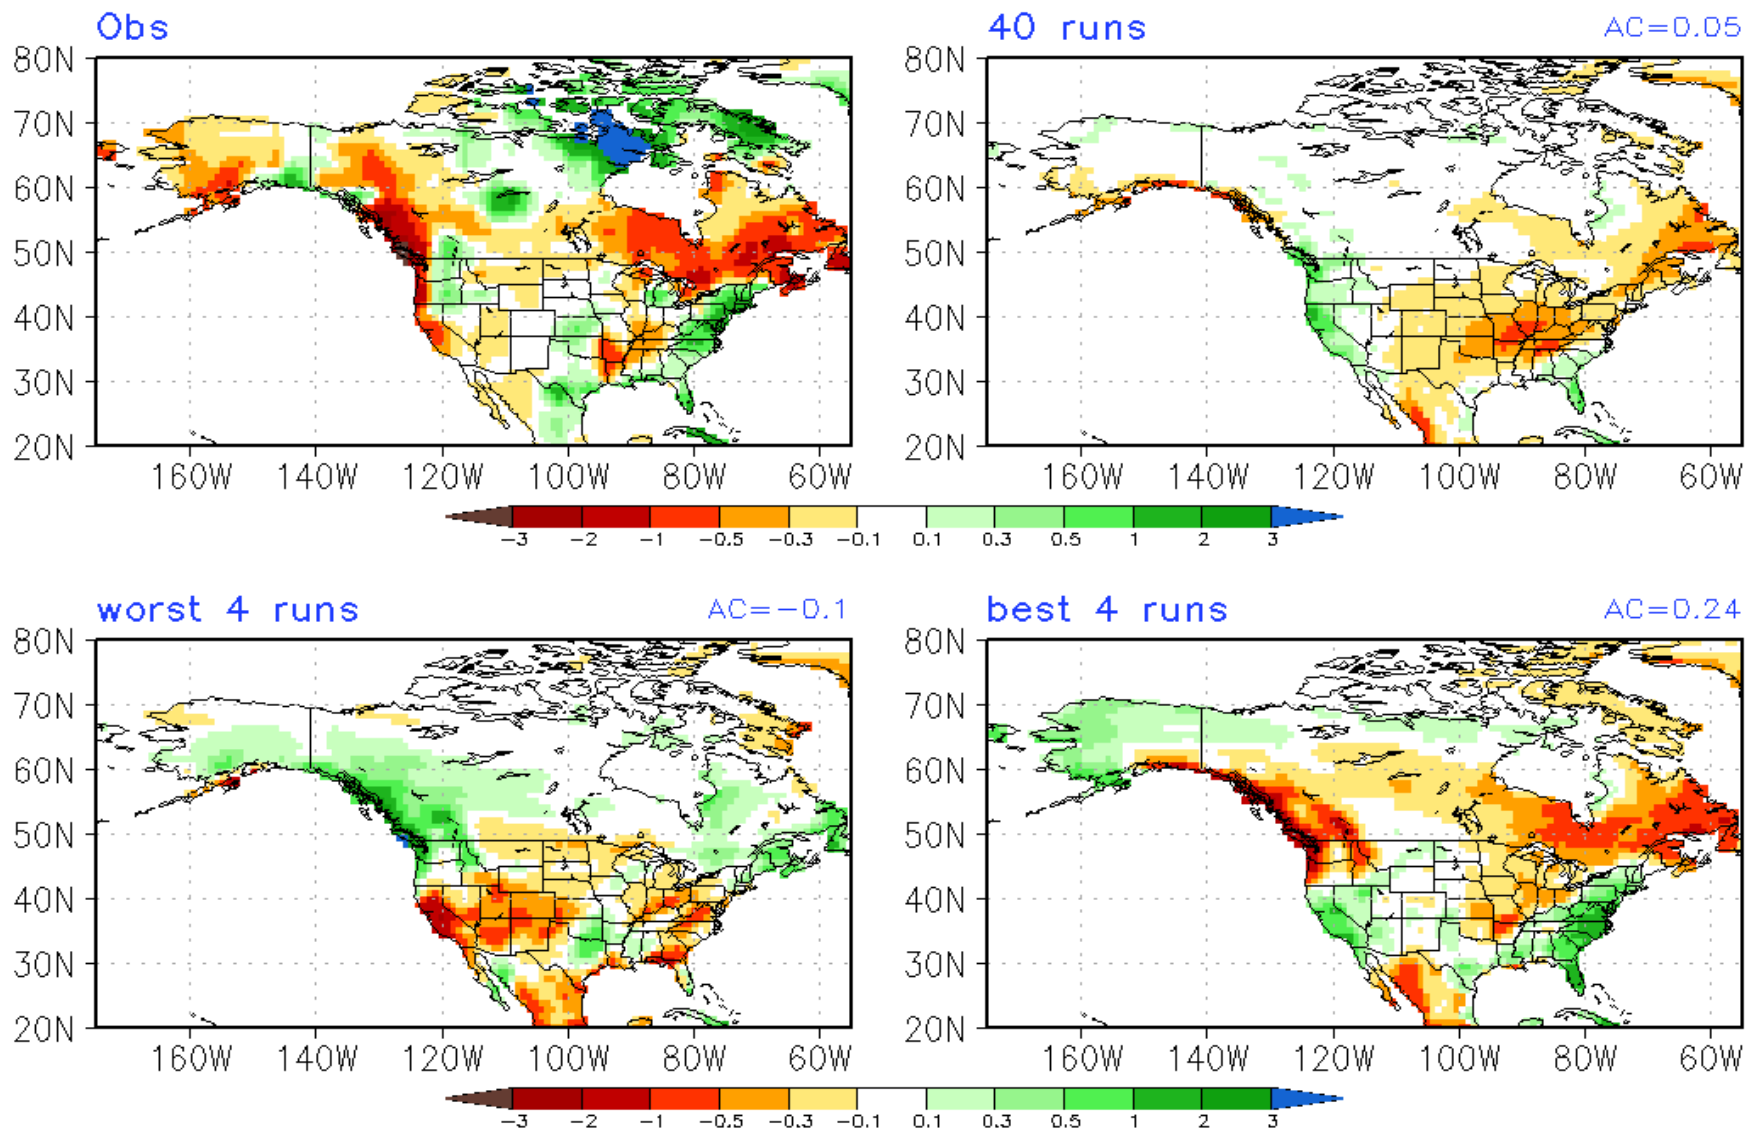 Obs
40 runs AC=0.05
80N 80N
70N 70N
60N 60N
50N 50N
40N 40N
30N 30N
20N 20N
160W 140W 120W 100W 80W 60W 160W 140W 120W 100W 80W 60W
-3 -2 -1 -0.5 -0.3 -0.1 0.1 0.3 0.5 1 2 3
worst 4 runs AC=-0.1
best 4 runs AC=0.24
80N 80N
70N 70N
60N 60N
50N 50N
40N 40N
30N 30N
20N 20N
160W 140W 120W 100W 80W 60W 160W 140W 120W 100W 80W 60W
-3 -2 -1 -0.5 -0.3 -0.1 0.1 0.3 0.5 1 2 3